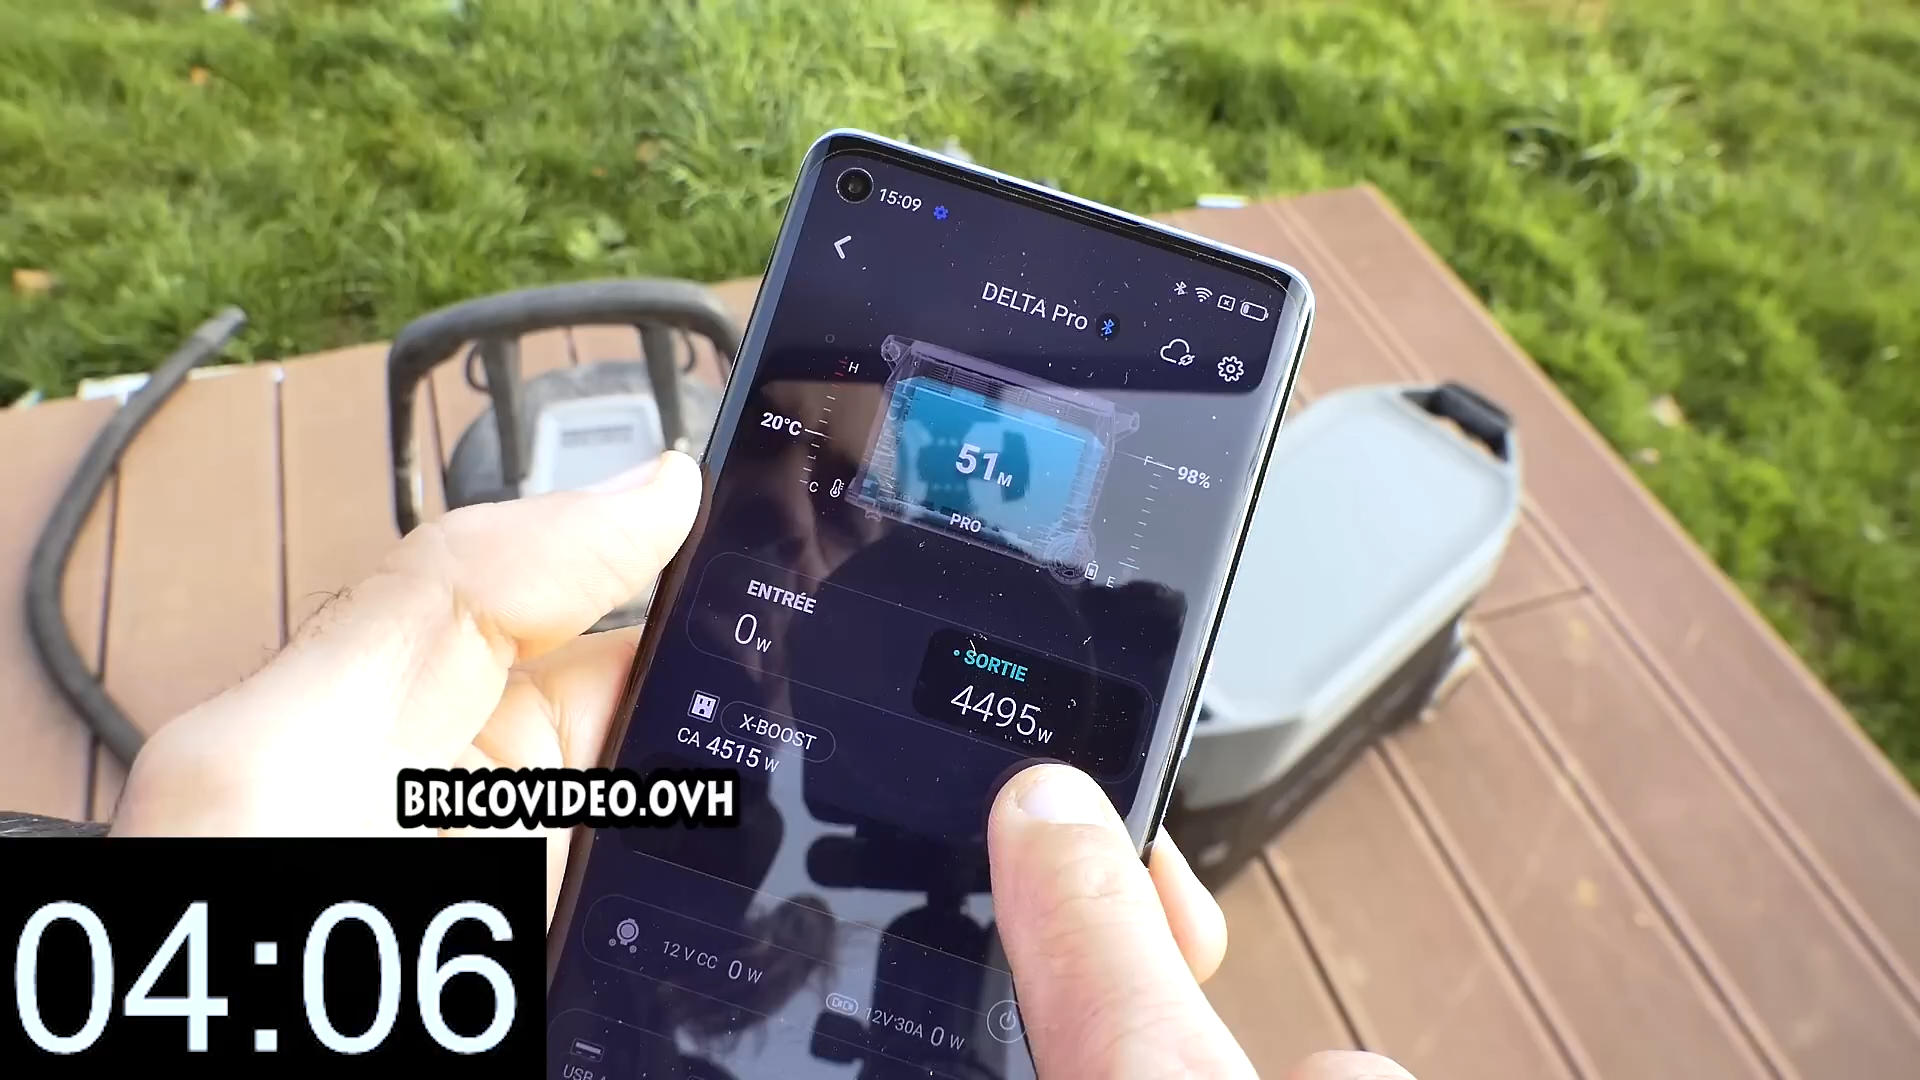 15:09
DELTA Pro
H
20°C
C
51M
PRO
F
98%
E
ENTRÉE
0W
SORTIE
4495W
X-BOOST
CA 4515 W
BRICOVIDEO.OVH
04:06
12 V CC 0 W
12V30A 0 W
USB